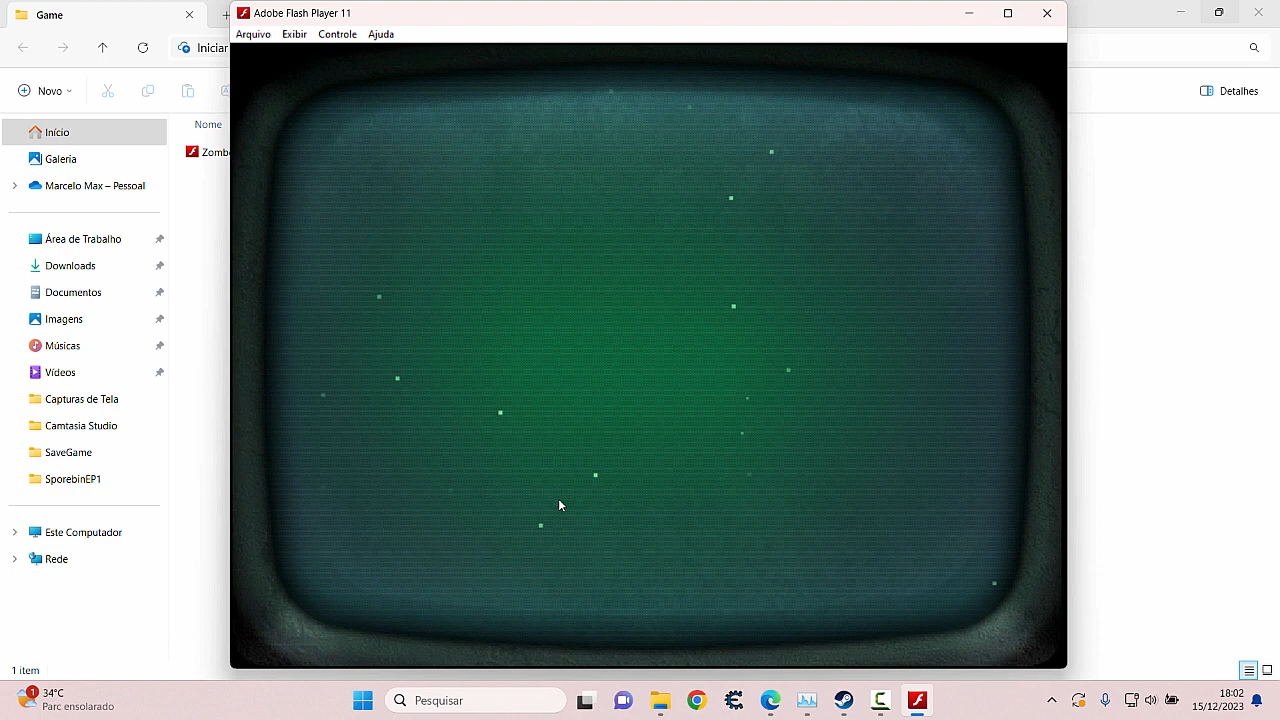 Game
Adobe Flash Player 11
Arquivo Exibir Controle Ajuda
Iniciar
Novo
Detalhes
Nome
Início
Galeria
Marcelo Max – Pessoal
Área de Trabalho
Downloads
Documentos
Imagens
Músicas
Vídeos
Capturas de Tela
Camtasia Studio
SaveGame
SporebinEP1
Este Computador
Rede
1 item
1
34°C
Parc ensolarado
Pesquisar
18:02
15/12/2023